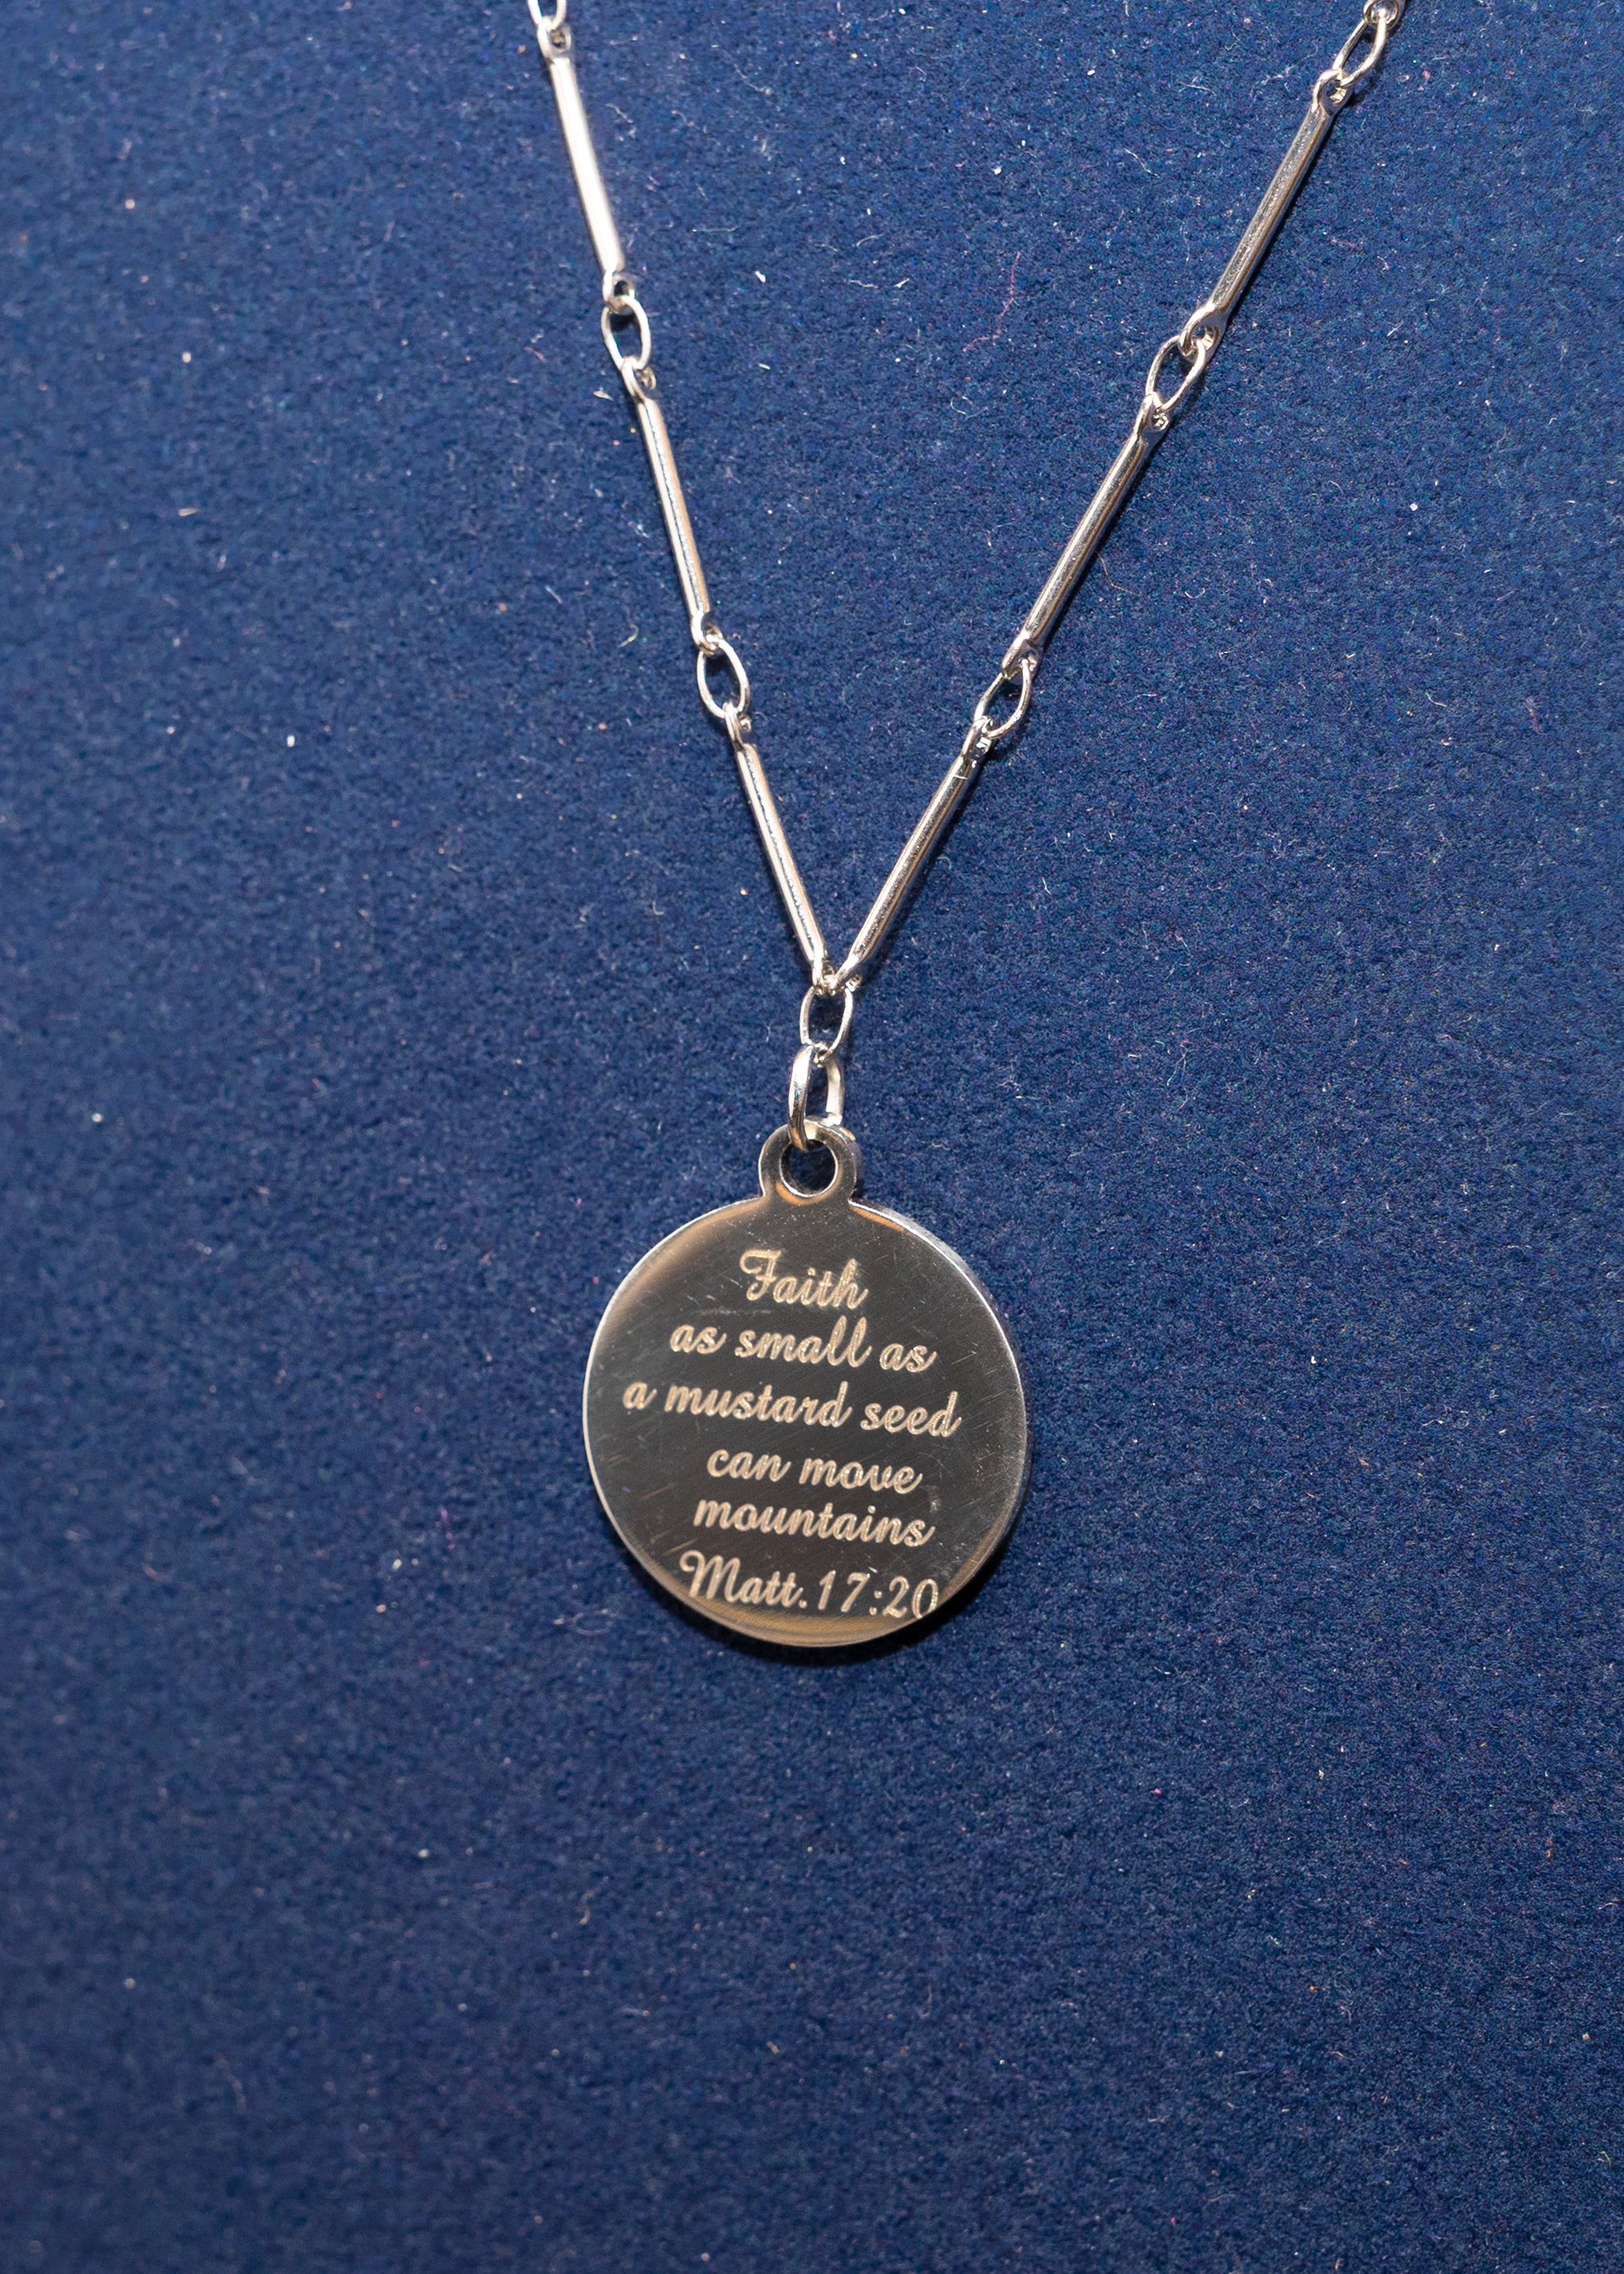 Faith
as small as
a mustard seed
can move
mountains
Matt.17:20